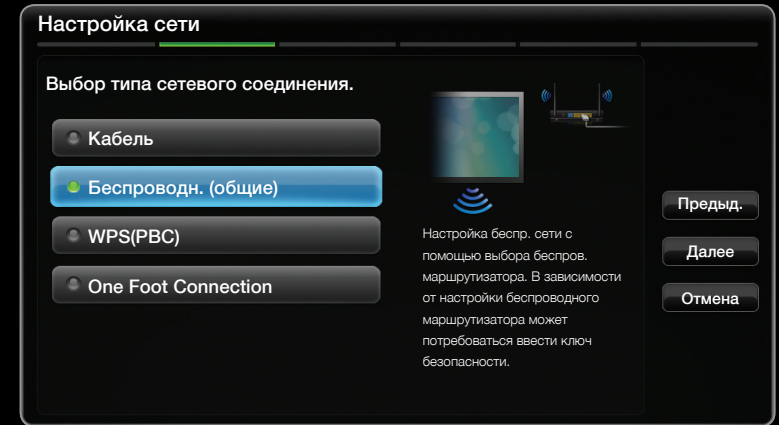 Настройка сети
Выбор типа сетевого соединения.
Кабель
Беспроводн. (общие)
WPS(PBC)
One Foot Connection
Настройка беспр. сети с
помощью выбора беспров.
маршрутизатора. В зависимости
от настройки беспроводного
маршрутизатора может
потребоваться ввести ключ
безопасности.
Предыд.
Далее
Отмена